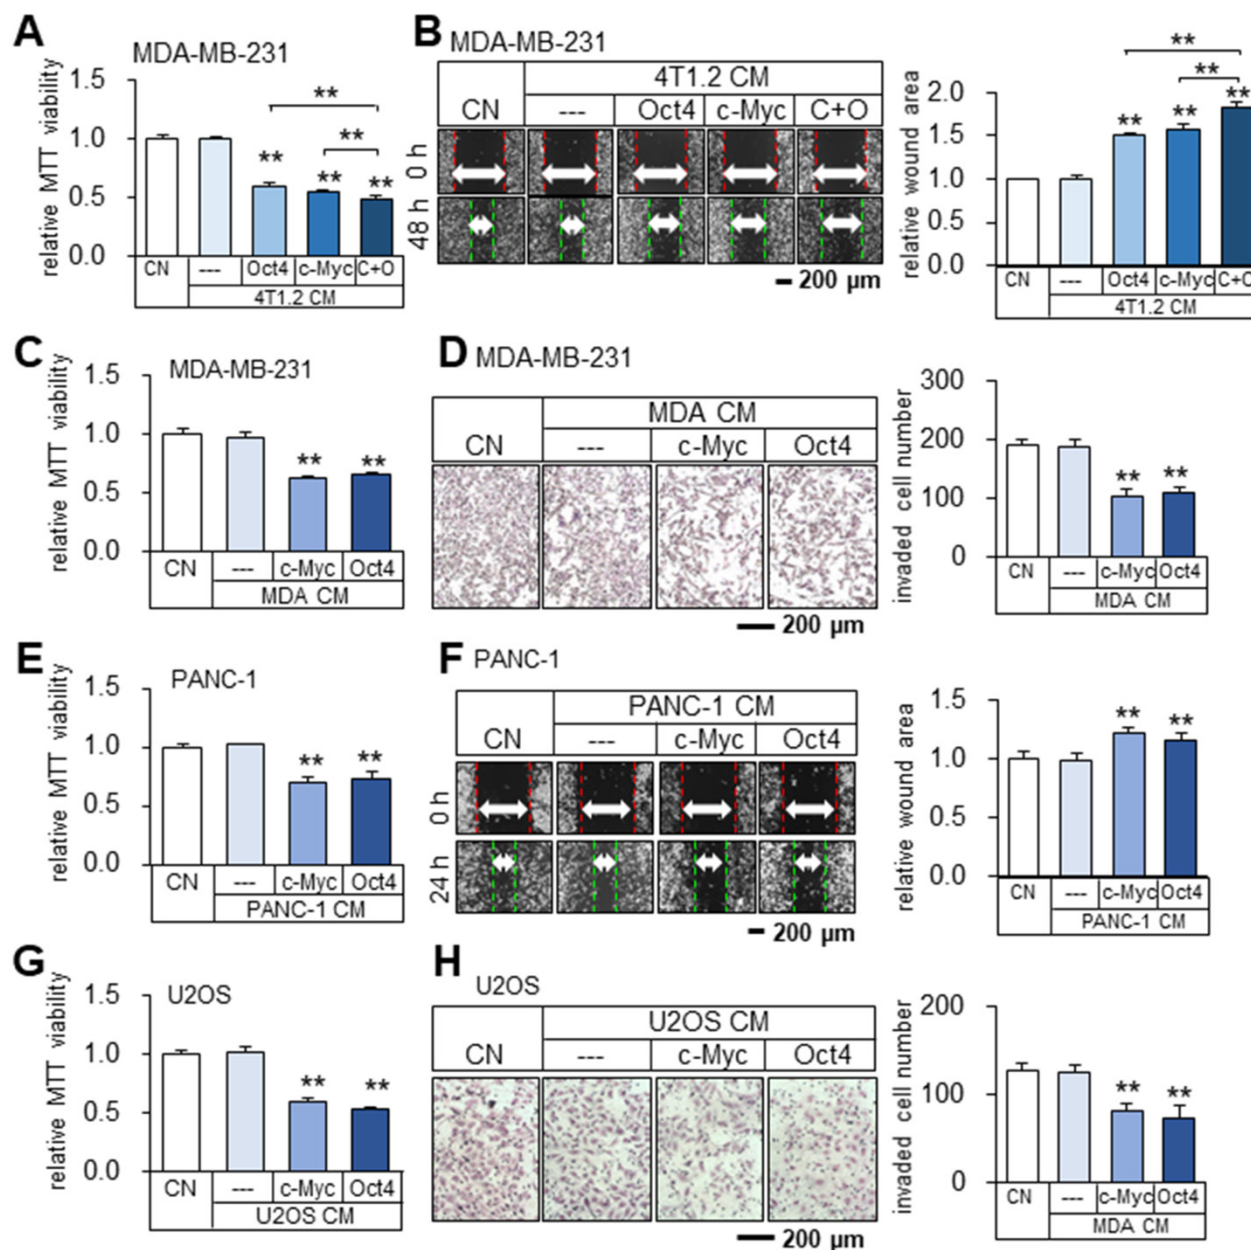 A
MDA-MB-231
relative MTT viability
1.5
1.0
0.5
0.0
**
**
**
**
**
CN
---
Oct4
c-Myc
C+O
4T1.2 CM
B
MDA-MB-231
CN
4T1.2 CM
---
Oct4
c-Myc
C+O
0 h
48 h
200 µm
relative wound area
2.0
1.5
1.0
0.5
0.0
**
**
**
**
**
CN
---
Oct4
c-Myc
C+O
4T1.2 CM
C
MDA-MB-231
relative MTT viability
1.5
1.0
0.5
0.0
**
**
CN
---
c-Myc
Oct4
MDA CM
D
MDA-MB-231
CN
MDA CM
---
c-Myc
Oct4
200 µm
invaded cell number
300
200
100
0
**
**
CN
---
c-Myc
Oct4
MDA CM
E
PANC-1
relative MTT viability
1.5
1.0
0.5
0.0
**
**
CN
---
c-Myc
Oct4
PANC-1 CM
F
PANC-1
CN
PANC-1 CM
---
c-Myc
Oct4
0 h
24 h
200 µm
relative wound area
1.5
1.0
0.5
0.0
**
**
CN
---
c-Myc
Oct4
PANC-1 CM
G
U2OS
relative MTT viability
1.5
1.0
0.5
0.0
**
**
CN
---
c-Myc
Oct4
U2OS CM
H
U2OS
CN
U2OS CM
---
c-Myc
Oct4
200 µm
invaded cell number
200
100
0
**
**
CN
---
c-Myc
Oct4
MDA CM